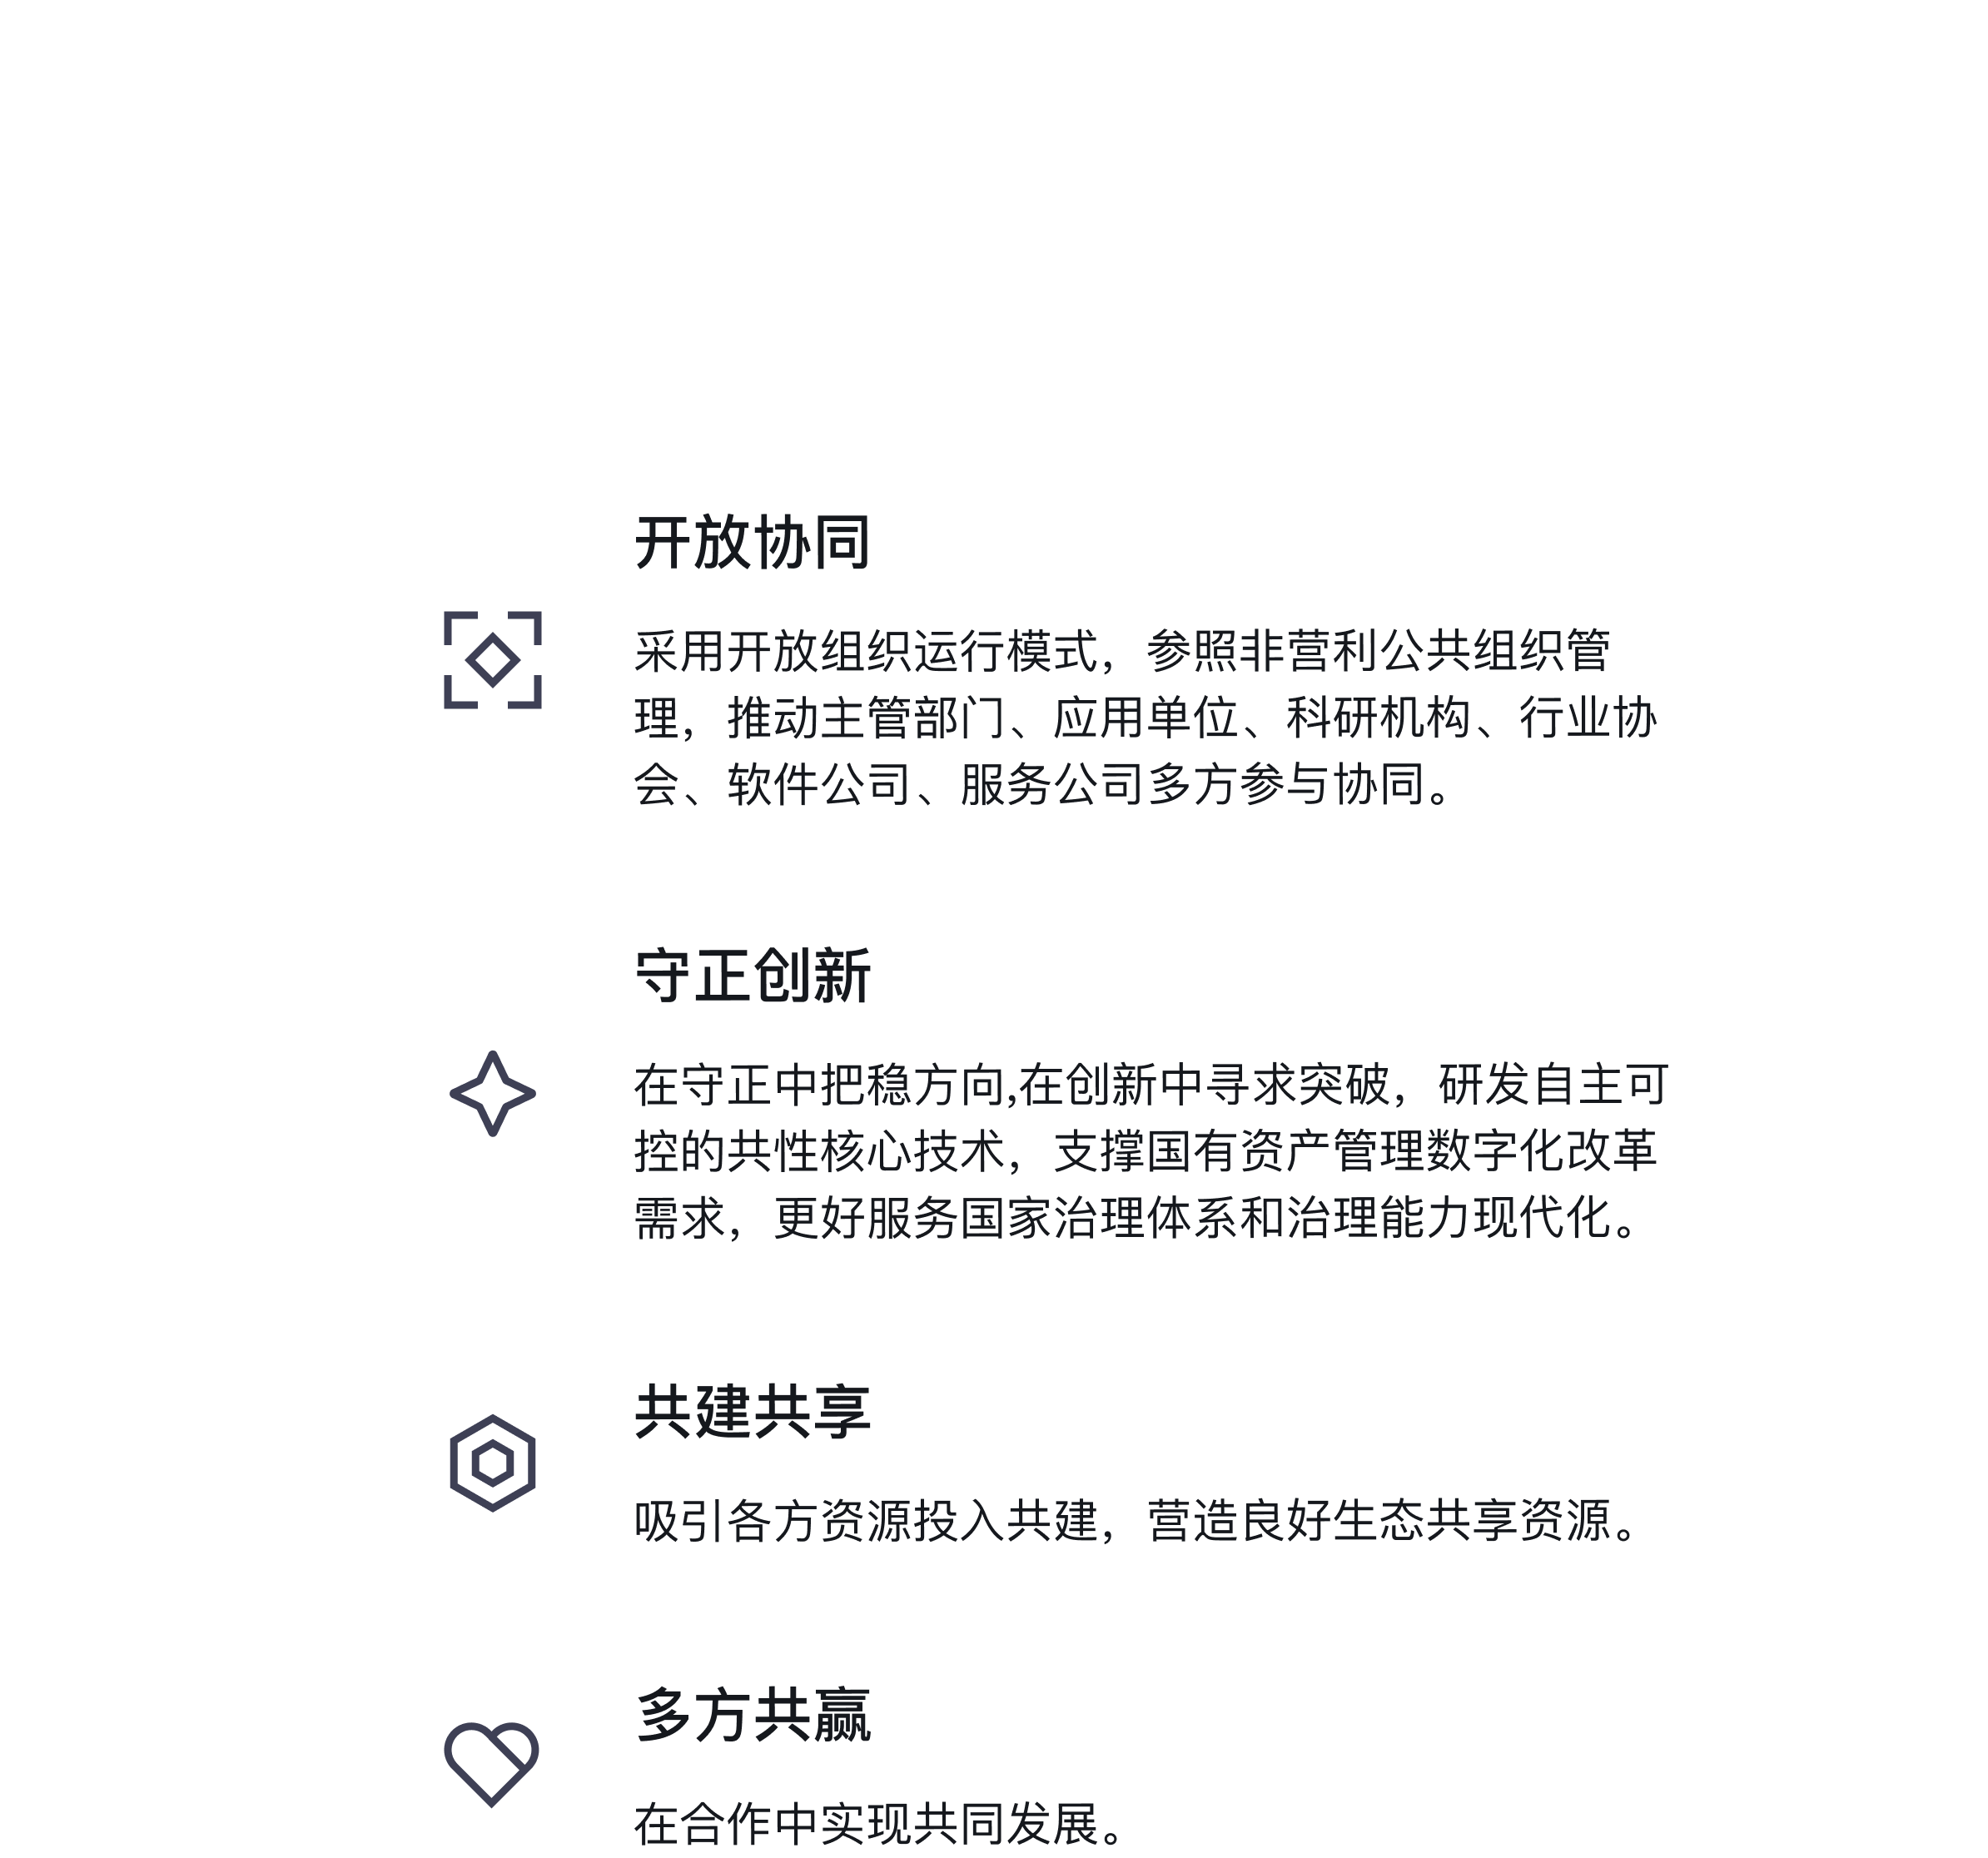 开放协同
采用开放组织运行模式， 参照非营利公共组织管
理，推动主管部门、应用单位、科研机构、行业协
会、软件公司、服务公司多方参与协同。
守正创新
在守正中把稳方向,在创新中寻求突破，研发自主可
控的共性核心技术，支撑国有资产管理数字化改革
需求，更好服务国家治理体系和治理能力现代化。
共建共享
吸引各方资源投入共建，营造良好生态共享资源。
多方共赢
在合作中实现共同发展。